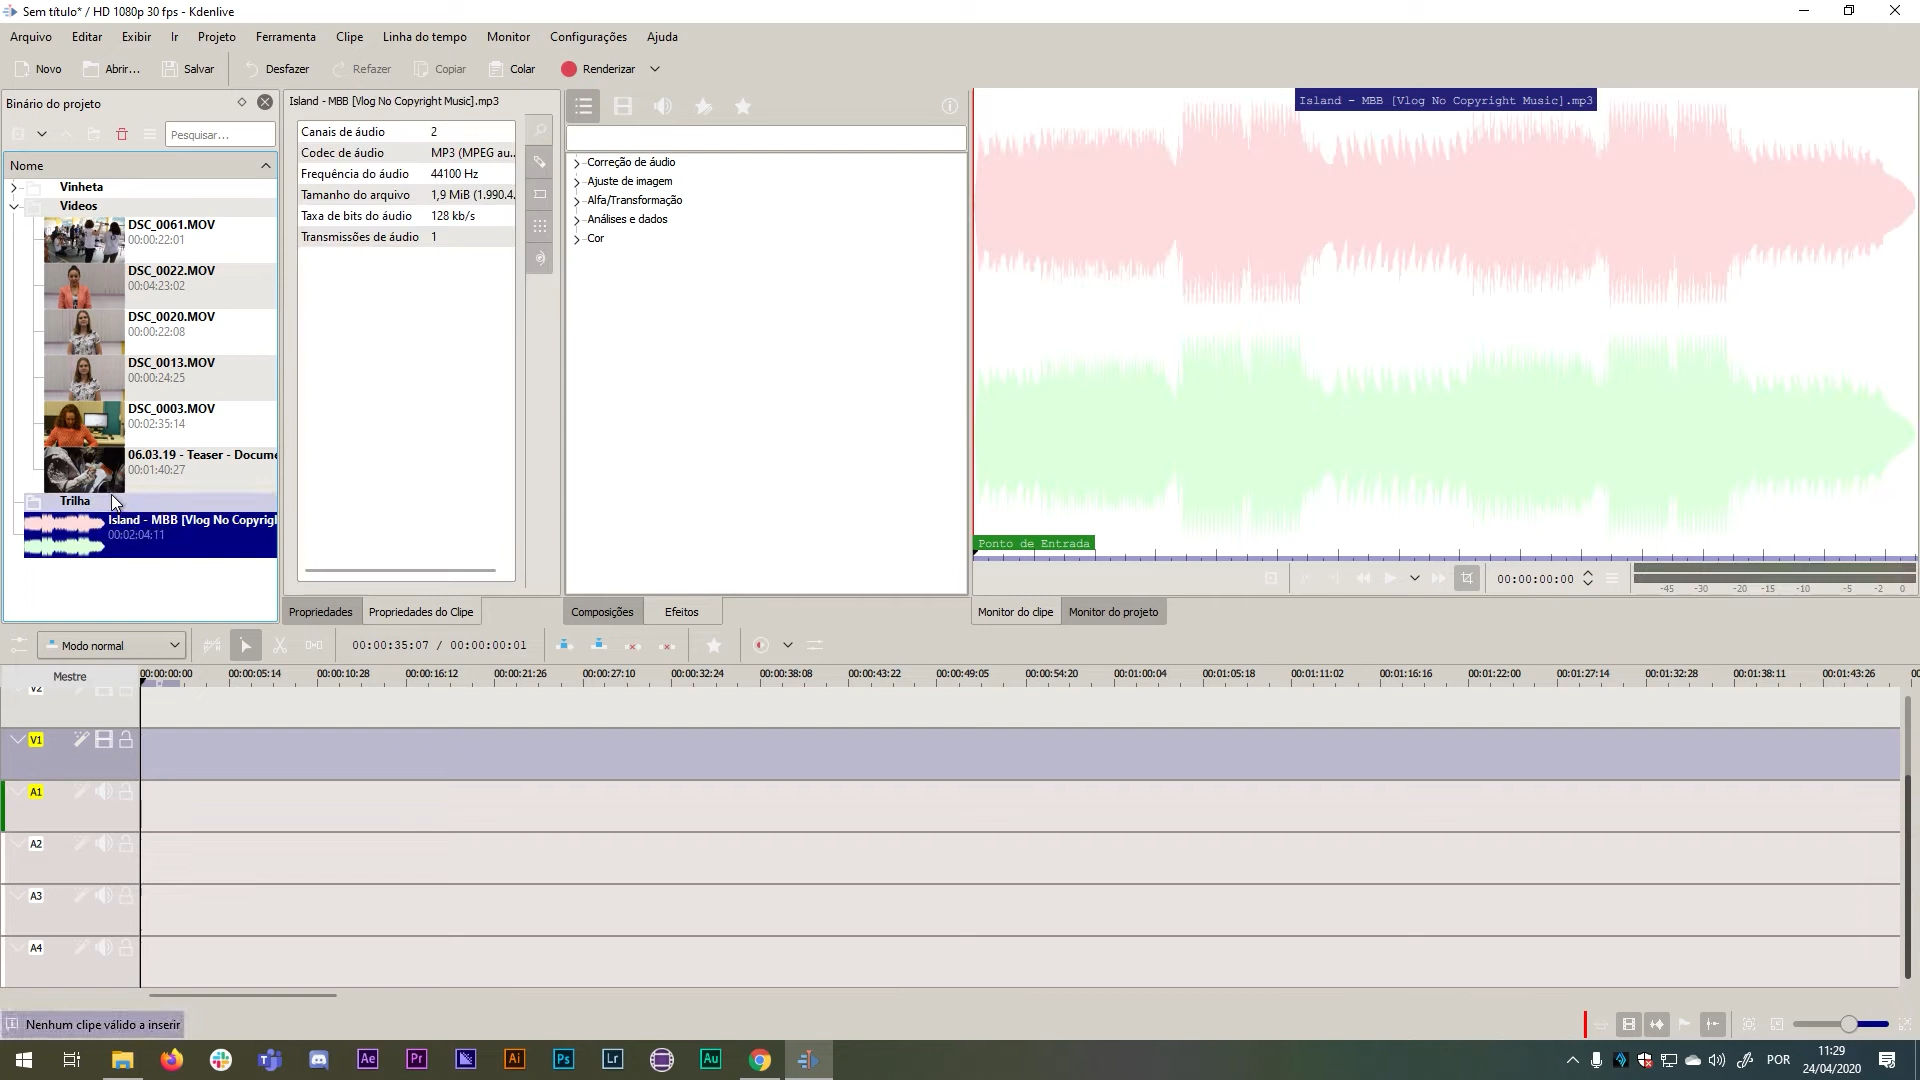 Sem título* / HD 1080p 30 fps - Kdenlive
Arquivo Editar Exibir Ir Projeto Ferramenta Clipe Linha do tempo Monitor Configurações Ajuda
Novo Abrir... Salvar Desfazer Refazer Copiar Colar Renderizar
Binário do projeto
Pesquisar...
Nome
Vinheta
Videos
DSC_0061.MOV
00:00:22:01
DSC_0022.MOV
00:04:23:02
DSC_0020.MOV
00:00:22:08
DSC_0013.MOV
00:00:24:25
DSC_0003.MOV
00:02:35:14
06.03.19 - Teaser - Docume
00:01:40:27
Trilha
Island - MBB [Vlog No Copyrigl
00:02:04:11
Island - MBB [Vlog No Copyright Music].mp3
Canais de áudio 2
Codec de áudio MP3 (MPEG au...
Frequência do áudio 44100 Hz
Tamanho do arquivo 1,9 MiB (1.990.4...
Taxa de bits do áudio 128 kb/s
Transmissões de áudio 1
Propriedades Propriedades do Clipe
Correção de áudio
Ajuste de imagem
Alfa/Transformação
Análises e dados
Cor
Composições Efeitos
Island - MBB [Vlog No Copyright Music].mp3
Ponto de Entrada
00:00:00:00
-45 -30 -20 -15 -10 -5 -2 0
Monitor do clipe Monitor do projeto
Modo normal 00:00:35:07 / 00:00:00:01
Mestre
00:00:00:00 00:00:05:14 00:00:10:28 00:00:16:12 00:00:21:26 00:00:27:10 00:00:32:24 00:00:38:08 00:00:43:22 00:00:49:05 00:00:54:20 00:01:00:04 00:01:05:18 00:01:11:02 00:01:16:16 00:01:22:00 00:01:27:14 00:01:32:28 00:01:38:11 00:01:43:26 00
V2
V1
A1
A2
A3
A4
Nenhum clipe válido a inserir
Ae Pr Ai Ps Lr Au
POR
11:29
24/04/2020